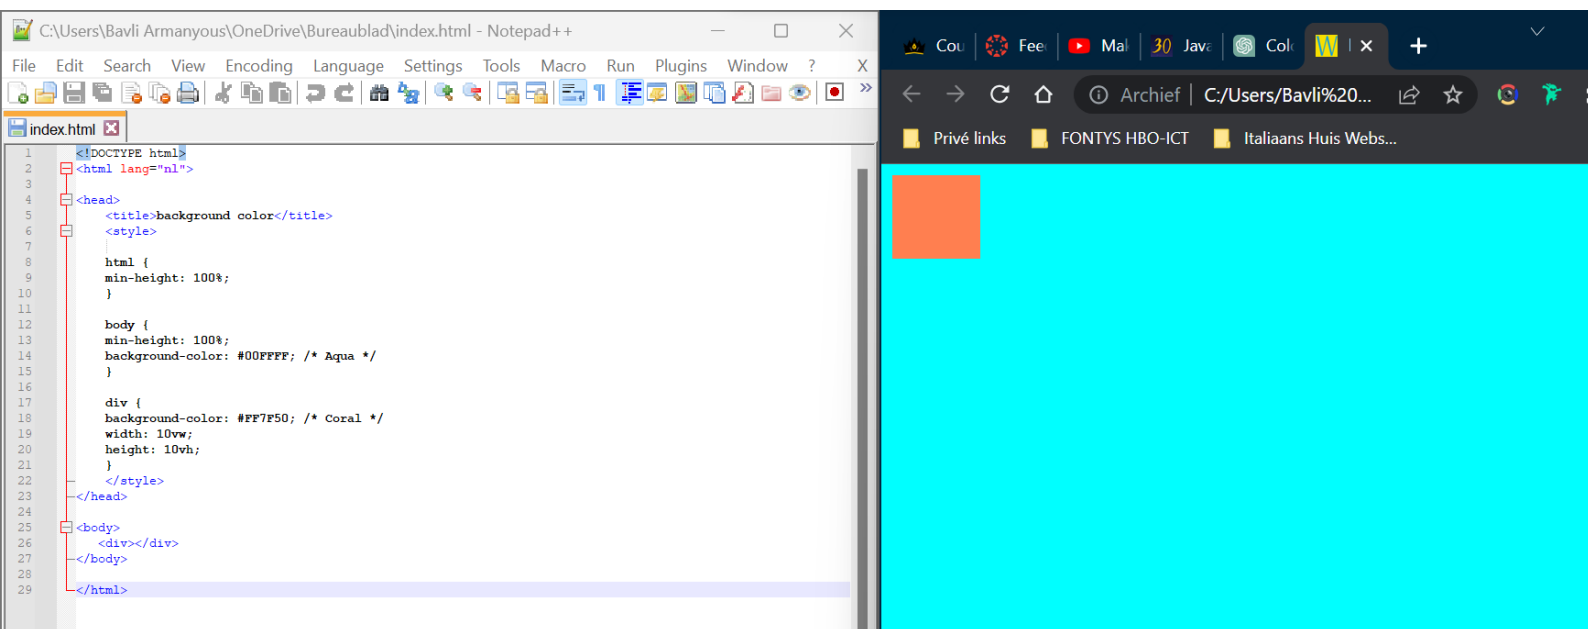 C:\Users\Bavli Armanyous\OneDrive\Bureaublad\index.html - Notepad++
File Edit Search View Encoding Language Settings Tools Macro Run Plugins Window ? X
index.html
1 <!DOCTYPE html>
2 <html lang="nl">
3
4 <head>
5 <title>background color</title>
6 <style>
7
8 html {
9 min-height: 100%;
10 }
11
12 body {
13 min-height: 100%;
14 background-color: #00FFFF; /* Aqua */
15 }
16
17 div {
18 background-color: #FF7F50; /* Coral */
19 width: 10vw;
20 height: 10vh;
21 }
22 </style>
23 </head>
24
25 <body>
26 <div></div>
27 </body>
28
29 </html>
Cou Fee Mal 30 Java Colo W
Archief C:/Users/Bavli%20...
Privé links FONTYS HBO-ICT Italiaans Huis Webs...